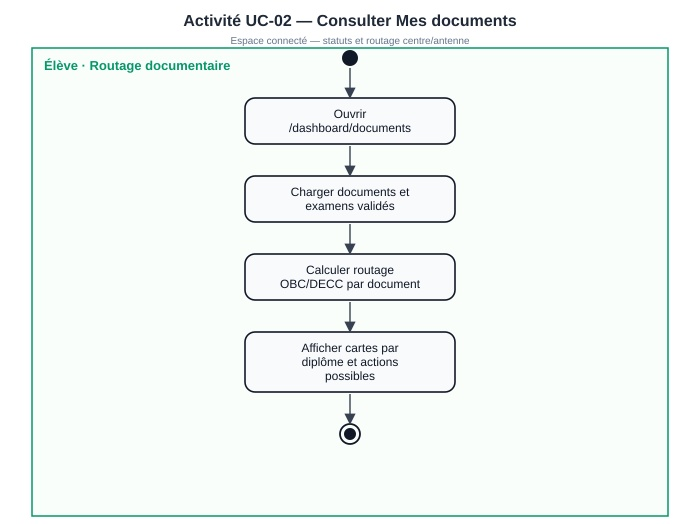 Activité UC-02 — Consulter Mes documents
Espace connecté — statuts et routage centre/antenne
Élève · Routage documentaire
Ouvrir
/dashboard/documents
Charger documents et
examens validés
Calculer routage
OBC/DECC par document
Afficher cartes par
diplôme et actions
possibles